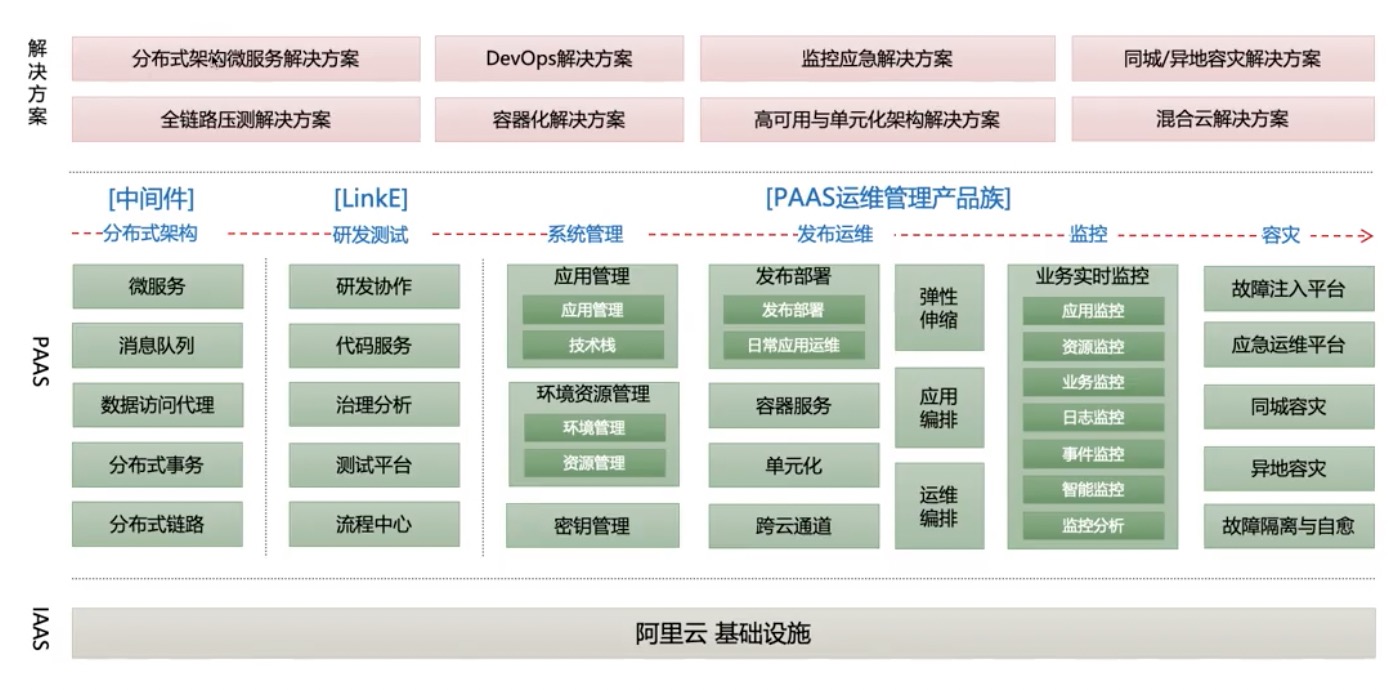 解决方案
分布式架构微服务解决方案
DevOps解决方案
监控应急解决方案
同城/异地容灾解决方案
全链路压测解决方案
容器化解决方案
高可用与单元化架构解决方案
混合云解决方案
PAAS
[中间件]
[LinkE]
[PAAS运维管理产品族]
分布式架构
研发测试
系统管理
发布运维
监控
容灾
微服务
消息队列
数据访问代理
分布式事务
分布式链路
研发协作
代码服务
治理分析
测试平台
流程中心
应用管理
应用管理
技术栈
环境资源管理
环境管理
资源管理
密钥管理
发布部署
发布部署
日常应用运维
容器服务
单元化
跨云通道
弹性
伸缩
应用
编排
运维
编排
业务实时监控
应用监控
资源监控
业务监控
日志监控
事件监控
智能监控
监控分析
故障注入平台
应急运维平台
同城容灾
异地容灾
故障隔离与自愈
IAAS
阿里云 基础设施